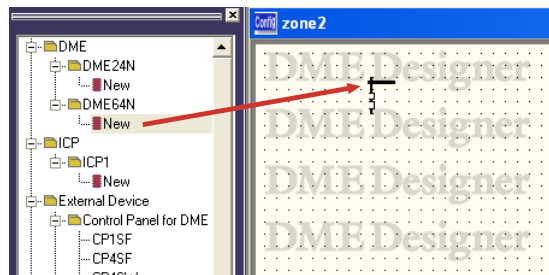 DME
DME24N
New
DME64N
New
ICP
ICP1
New
External Device
Control Panel for DME
CP1SF
CP4SF
Config zone2
DME Designer
DME Designer
DME Designer
DME Designer